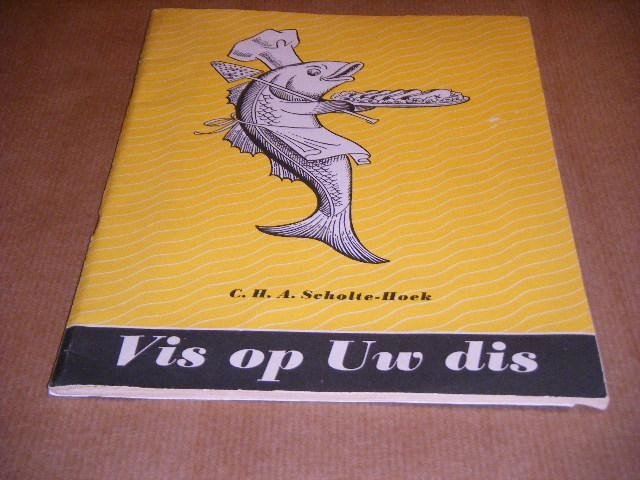 C. H. A. Scholte-Hoek
Vis op Uw dis